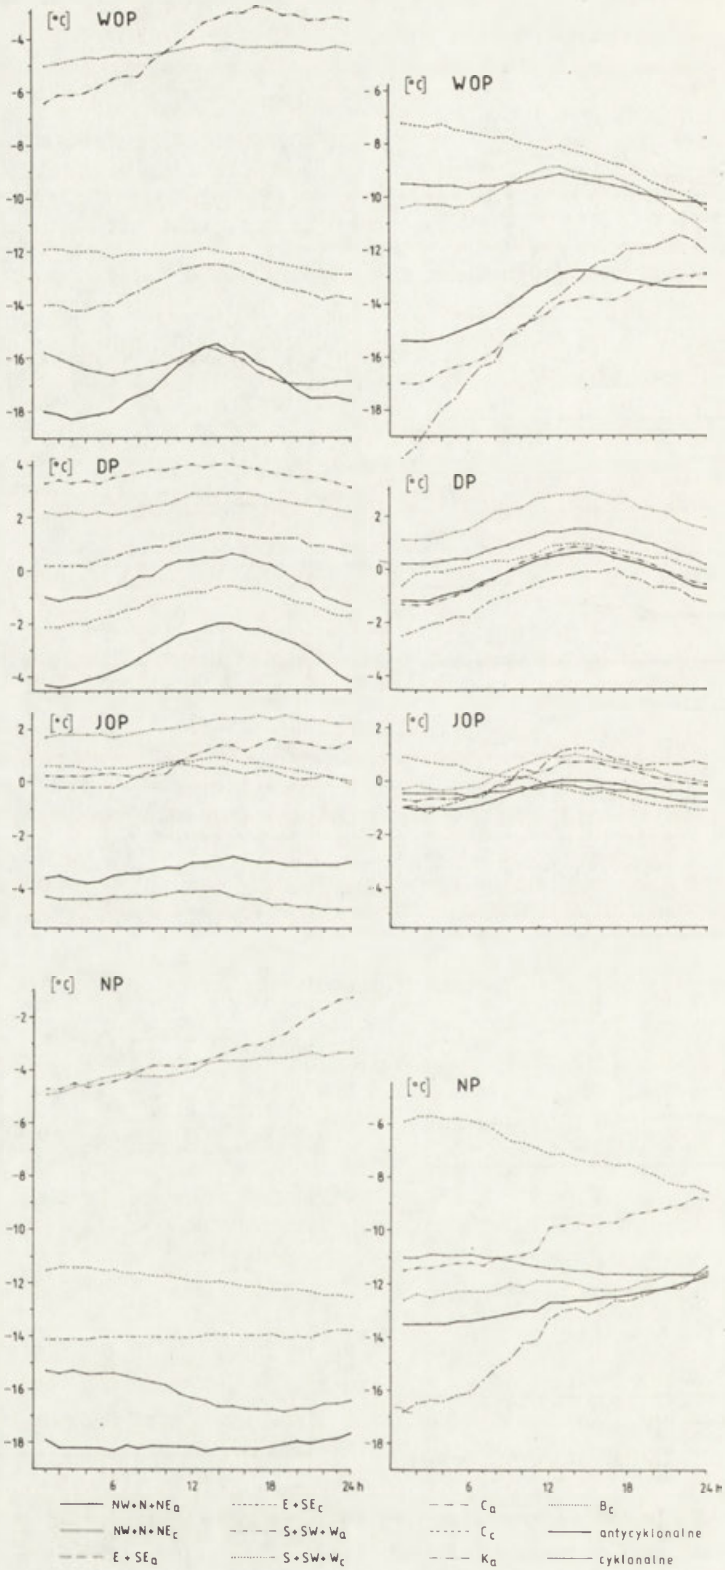 [°C] WOP
-4
-6
-8
-10
-12
-14
-16
-18
[°C] DP
4
2
0
-2
-4
[°C] JOP
2
0
-2
-4
[°C] NP
-2
-4
-6
-8
-10
-12
-14
-16
-18
6 12 18 24 h
[°C] WOP
-6
-8
-10
-12
-14
-16
-18
[°C] DP
2
0
-2
-4
[°C] JOP
2
0
-2
-4
[°C] NP
-6
-8
-10
-12
-14
-16
-18
6 12 18 24 h
NW+N+NEa
NW+N+NEc
E+SEa
E+SEc
S+SW+Wa
S+SW+Wc
Ca
Cc
Ka
Bc
antycyklonalne
cyklonalne